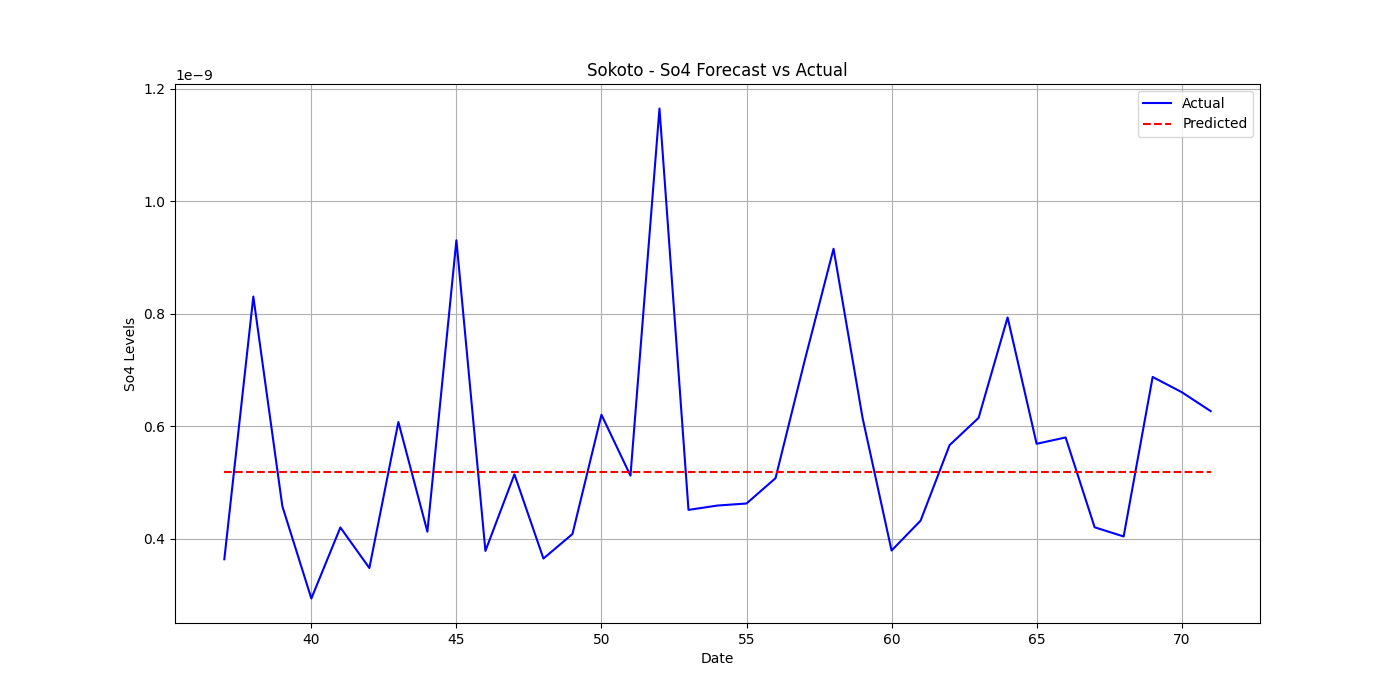 Sokoto - So4 Forecast vs Actual
1e−9
1.2
1.0
0.8
0.6
0.4
So4 Levels
Actual
Predicted
40 45 50 55 60 65 70
Date